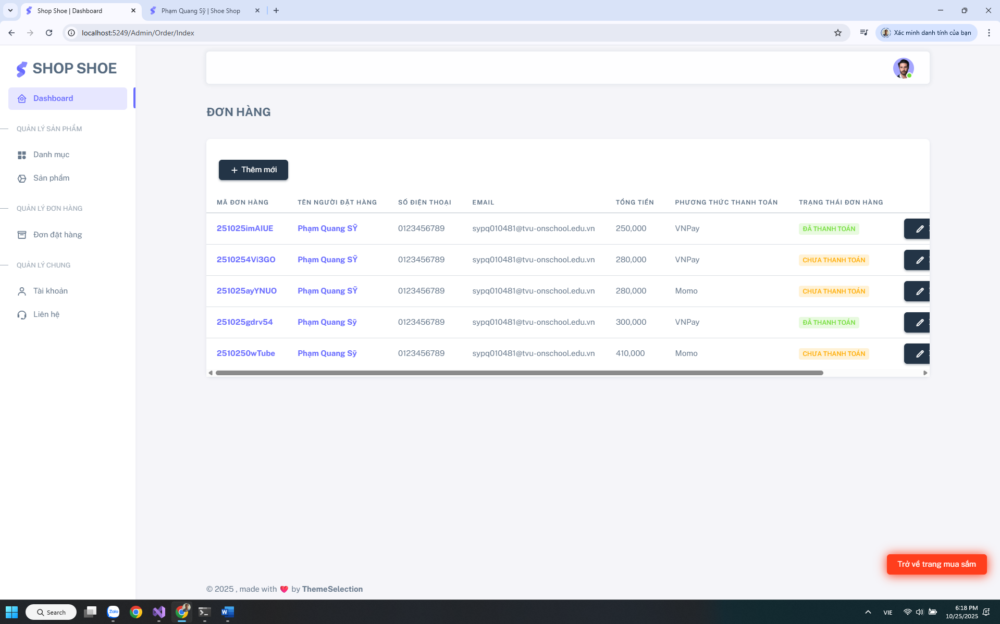 Shop Shoe | Dashboard
Phạm Quang Sỹ | Shoe Shop
localhost:5249/Admin/Order/Index
Xác minh danh tính của bạn
SHOP SHOE
Dashboard
QUẢN LÝ SẢN PHẨM
Danh mục
Sản phẩm
QUẢN LÝ ĐƠN HÀNG
Đơn đặt hàng
QUẢN LÝ CHUNG
Tài khoản
Liên hệ
ĐƠN HÀNG
Thêm mới
MÃ ĐƠN HÀNG TÊN NGƯỜI ĐẶT HÀNG SỐ ĐIỆN THOẠI EMAIL TỔNG TIỀN PHƯƠNG THỨC THANH TOÁN TRẠNG THÁI ĐƠN HÀNG
251025imAIUE Phạm Quang SỸ 0123456789 sypq010481@tvu-onschool.edu.vn 250,000 VNPay ĐÃ THANH TOÁN
2510254Vi3GO Phạm Quang SỸ 0123456789 sypq010481@tvu-onschool.edu.vn 280,000 VNPay CHƯA THANH TOÁN
251025ayYNUO Phạm Quang SỸ 0123456789 sypq010481@tvu-onschool.edu.vn 280,000 Momo CHƯA THANH TOÁN
251025gdrv54 Phạm Quang Sỹ 0123456789 sypq010481@tvu-onschool.edu.vn 300,000 VNPay ĐÃ THANH TOÁN
2510250wTube Phạm Quang Sỹ 0123456789 sypq010481@tvu-onschool.edu.vn 410,000 Momo CHƯA THANH TOÁN
Trở về trang mua sắm
© 2025 , made with ❤️ by ThemeSelection
Search
Zalo
VIE
6:18 PM
10/25/2025